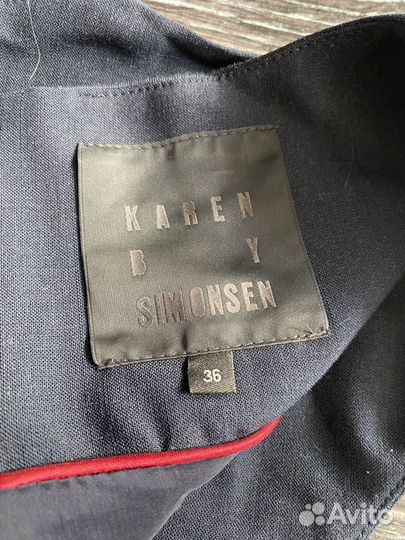 KAREN
B Y
SIMONSEN
36
Avito